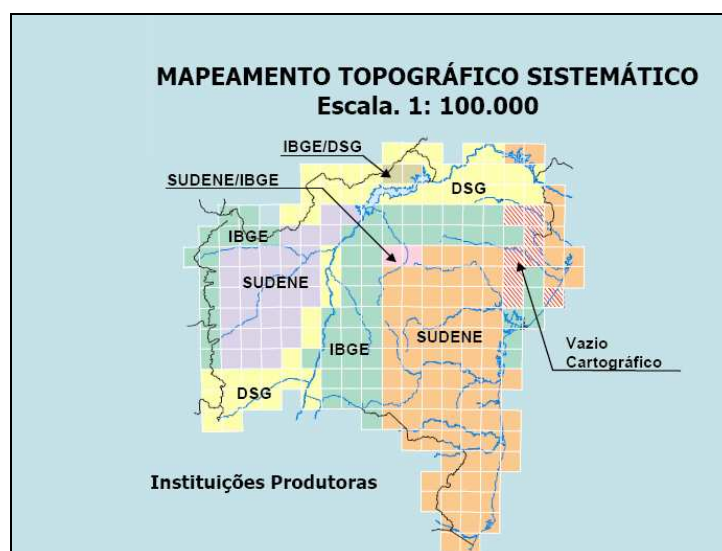 MAPEAMENTO TOPOGRÁFICO SISTEMÁTICO
Escala. 1: 100.000
IBGE/DSG
SUDENE/IBGE
DSG
IBGE
SUDENE
IBGE
SUDENE
Vazio
Cartográfico
DSG
Instituições Produtoras